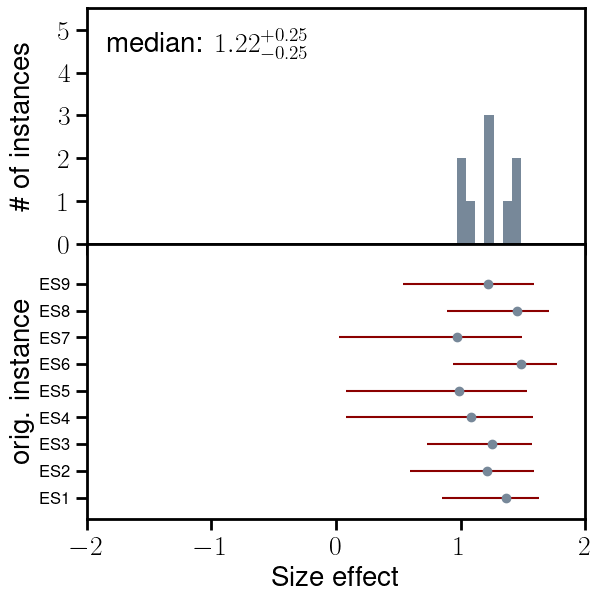 # of instances
5
4
3
2
1
0
median: 1.22+0.25−0.25
orig. instance
ES9
ES8
ES7
ES6
ES5
ES4
ES3
ES2
ES1
−2 −1 0 1 2
Size effect